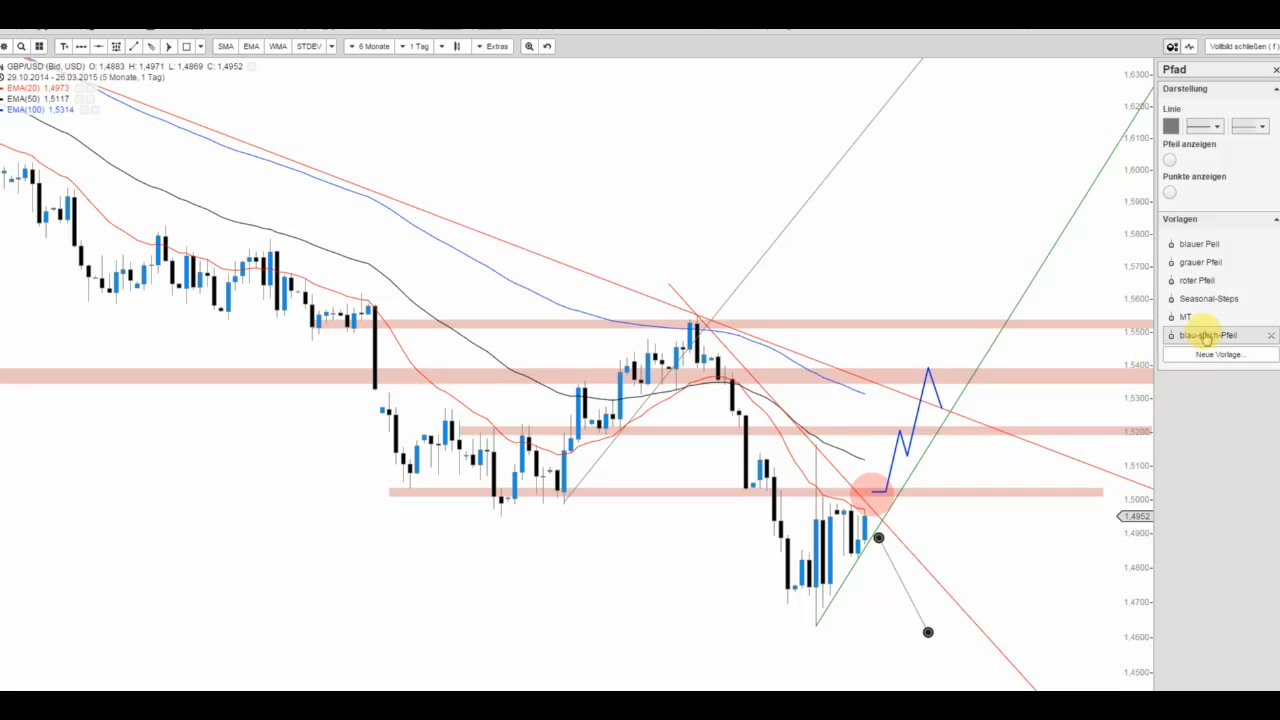 T
SMA EMA WMA STDEV 6 Monate 1 Tag Extras Vollbild schließen ( f )
GBP/USD (Bid, USD) O: 1,4883 H: 1,4971 L: 1,4869 C: 1,4952
29.10.2014 - 26.03.2015 (5 Monate, 1 Tag)
EMA(20) 1,4973
EMA(50) 1,5117
EMA(100) 1,5314
1,6300
1,6200
1,6100
1,6000
1,5900
1,5800
1,5700
1,5600
1,5500
1,5400
1,5300
1,5200
1,5100
1,5000
1,4952
1,4900
1,4800
1,4700
1,4600
1,4500
Pfad
Darstellung
Linie
Pfeil anzeigen
Punkte anzeigen
Vorlagen
blauer Peil
grauer Pfeil
roter Pfeil
Seasonal-Steps
MT
blau-strich-Pfeil
Neue Vorlage...